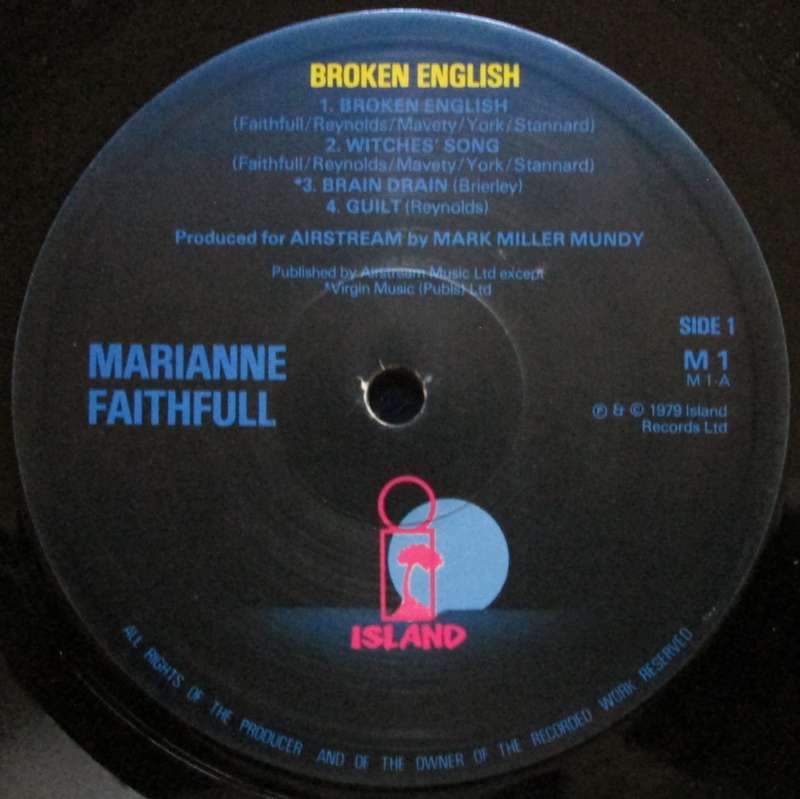 BROKEN ENGLISH
1. BROKEN ENGLISH
(Faithfull/Reynolds/Mavety/York/Stannard)
2. WITCHES' SONG
(Faithfull/Reynolds/Mavety/York/Stannard)
*3. BRAIN DRAIN (Brierley)
4. GUILT (Reynolds)
Produced for AIRSTREAM by MARK MILLER MUNDY
Published by Airstream Music Ltd except
*Virgin Music (Publs) Ltd
SIDE 1
M 1
M 1-A
℗ & © 1979 Island
Records Ltd
MARIANNE
FAITHFULL
ISLAND
ALL RIGHTS OF THE PRODUCER AND OF THE OWNER OF THE RECORDED WORK RESERVED